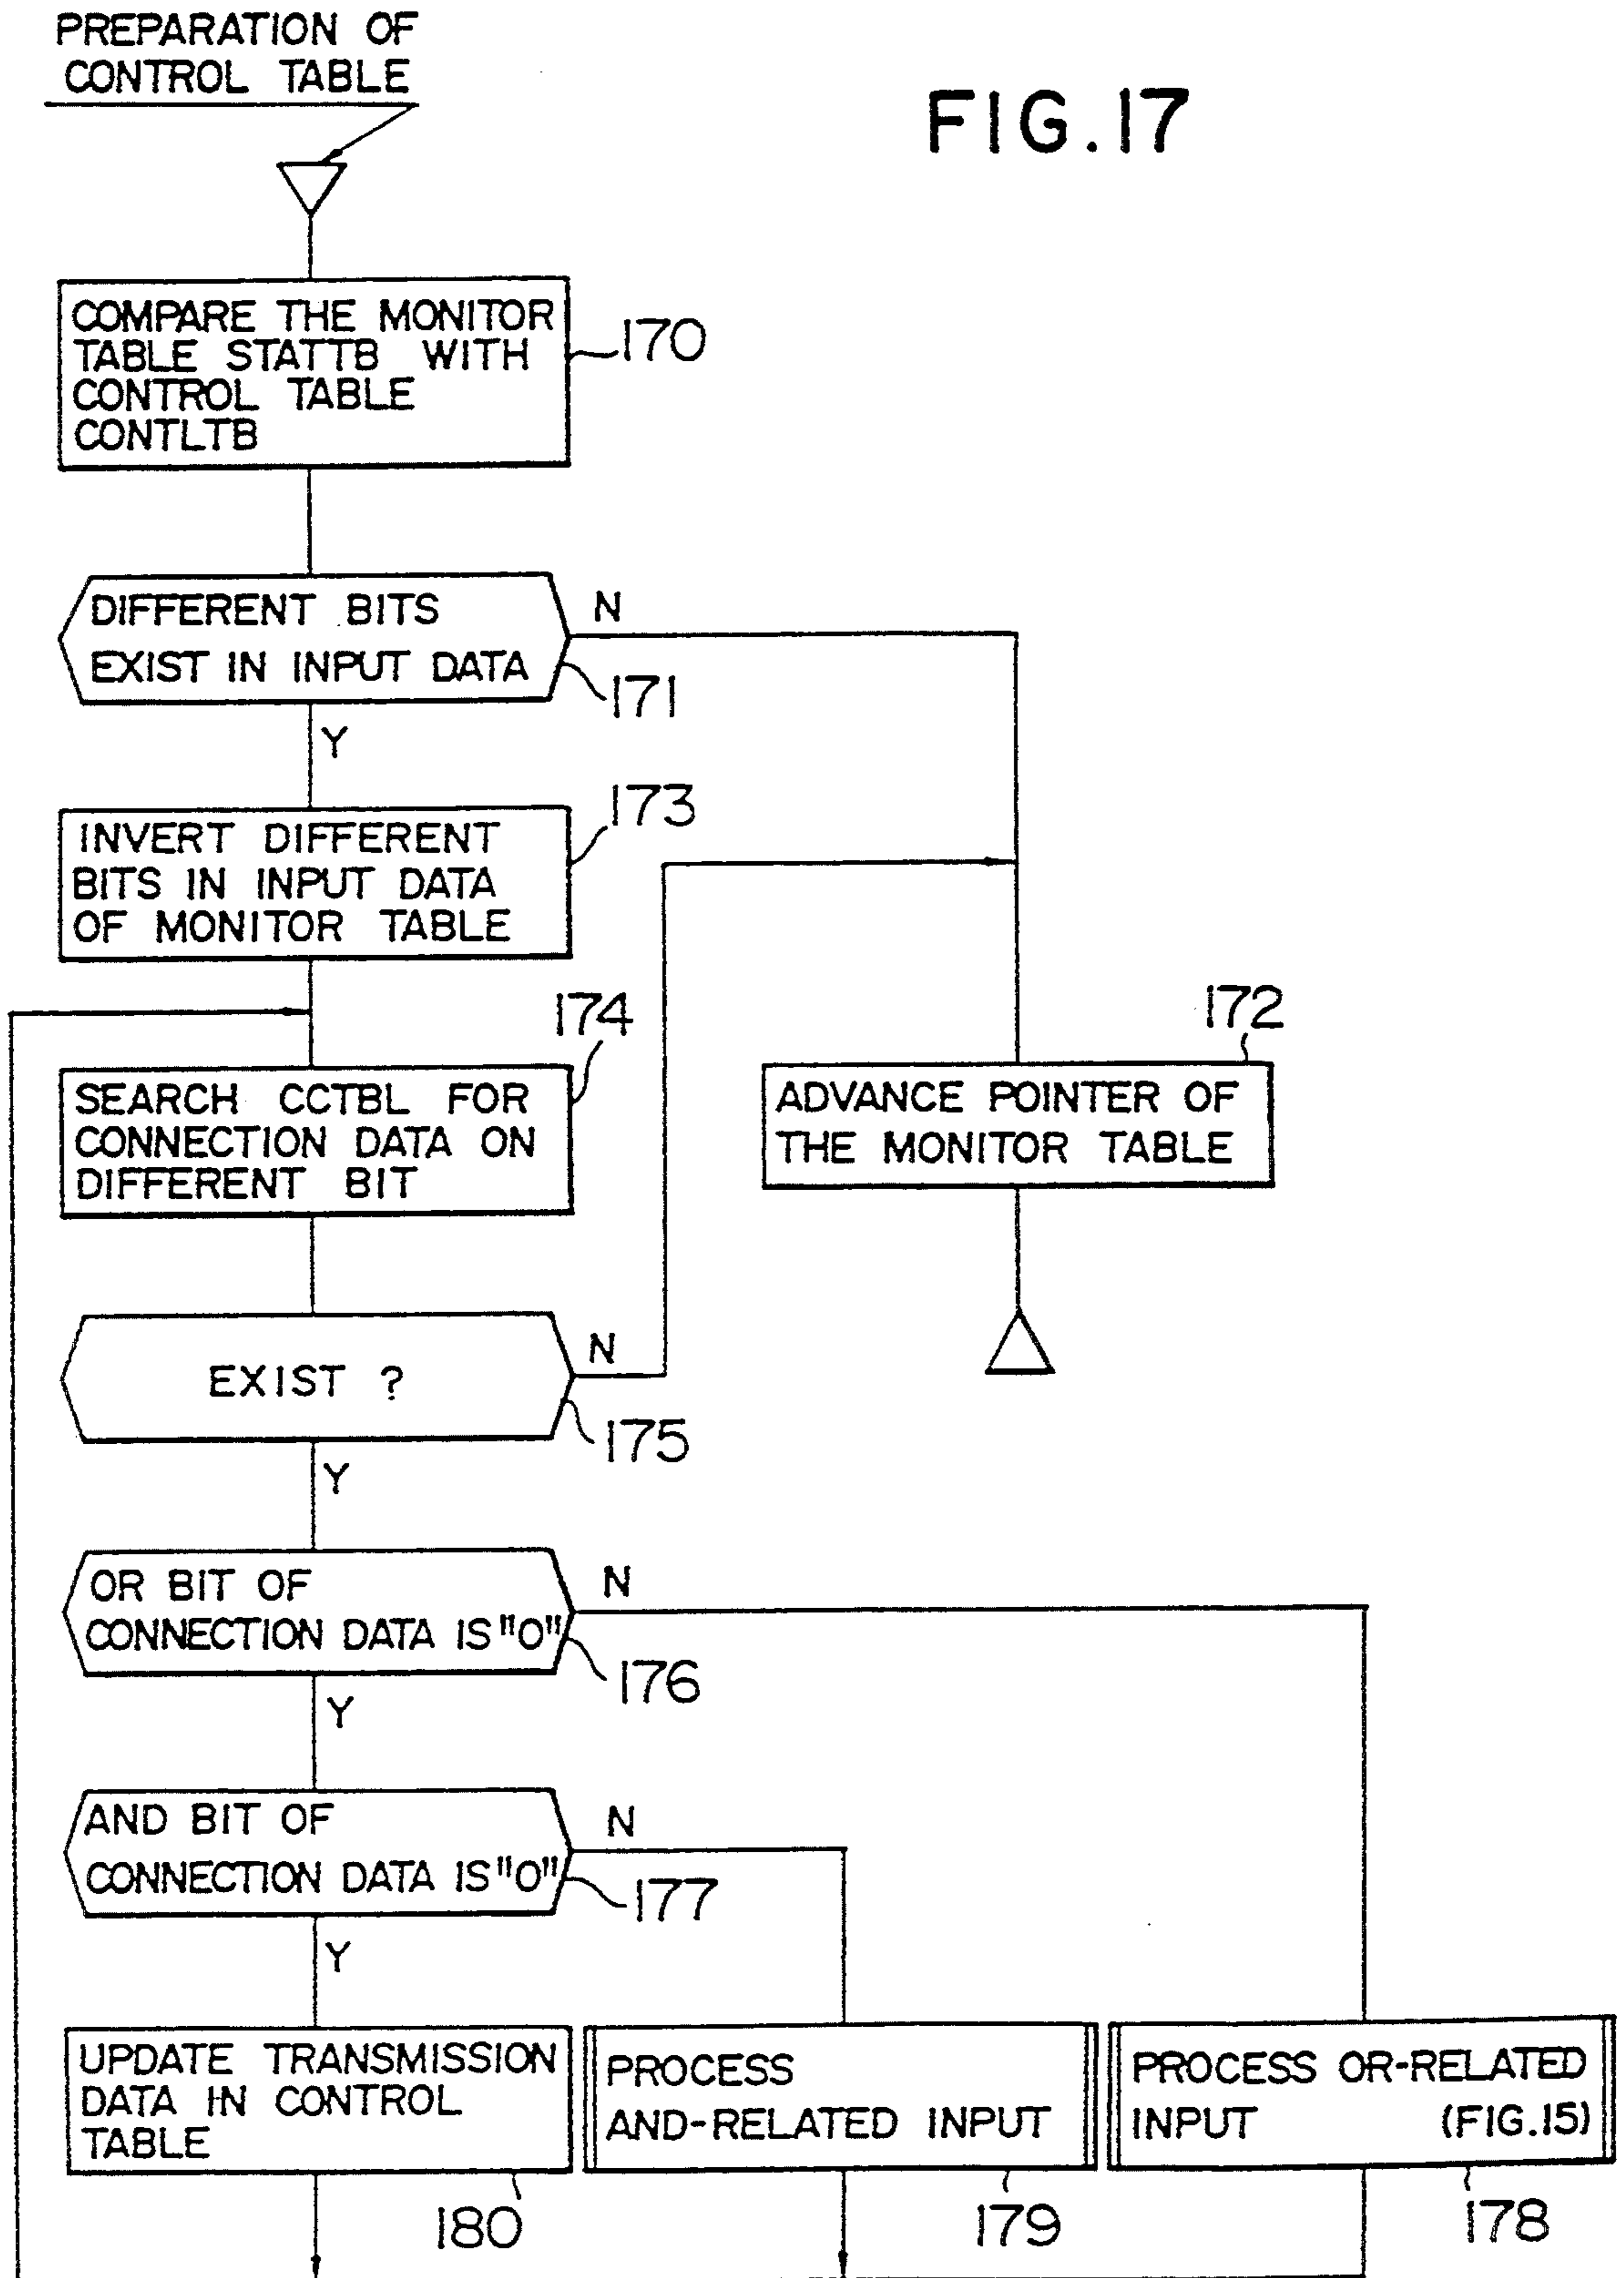 PREPARATION OF
CONTROL TABLE
FIG.17
COMPARE THE MONITOR
TABLE STATTB WITH
CONTROL TABLE
CONTLTB
170
DIFFERENT BITS
EXIST IN INPUT DATA
N
171
Y
INVERT DIFFERENT
BITS IN INPUT DATA
OF MONITOR TABLE
173
174
SEARCH CCTBL FOR
CONNECTION DATA ON
DIFFERENT BIT
172
ADVANCE POINTER OF
THE MONITOR TABLE
EXIST ?
N
175
Y
OR BIT OF
CONNECTION DATA IS "0"
N
176
Y
AND BIT OF
CONNECTION DATA IS "0"
N
177
Y
UPDATE TRANSMISSION
DATA IN CONTROL
TABLE
180
PROCESS
AND-RELATED INPUT
179
PROCESS OR-RELATED
INPUT (FIG.15)
178